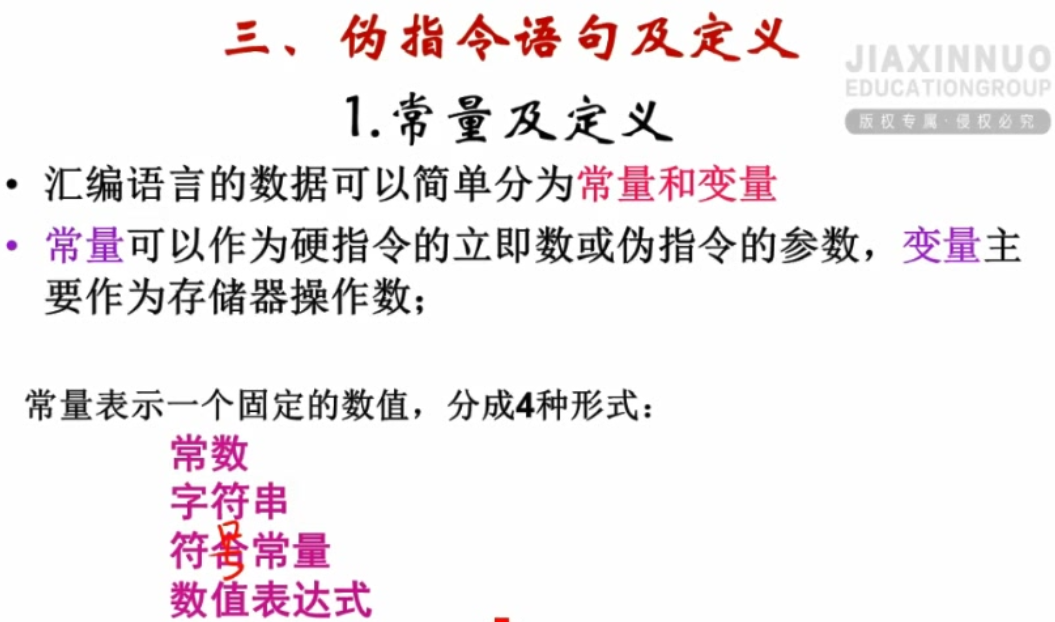 三、伪指令语句及定义
JIAXINNUO
EDUCATIONGROUP
版权专属·侵权必究
1.常量及定义
• 汇编语言的数据可以简单分为常量和变量
• 常量可以作为硬指令的立即数或伪指令的参数，变量主
要作为存储器操作数；
常量表示一个固定的数值，分成4种形式：
常数
字符串
符号常量
数值表达式